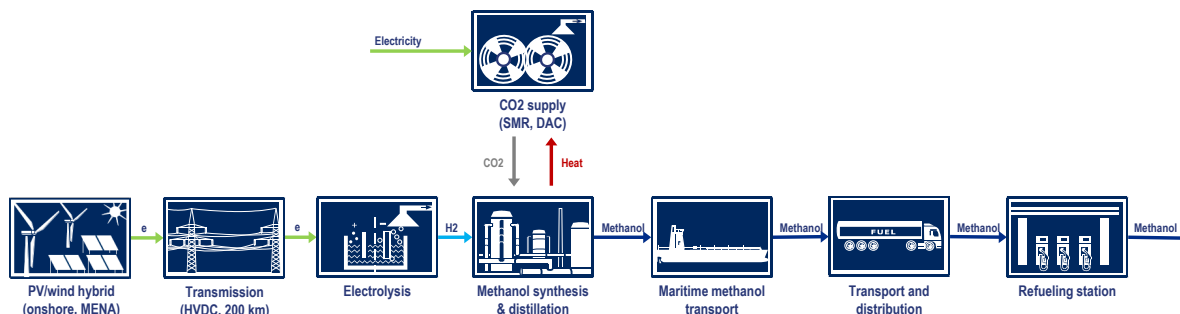 Electricity
CO2 supply
(SMR, DAC)
CO2
Heat
e
e
H2
Methanol
Methanol
Methanol
Methanol
FUEL
PV/wind hybrid
(onshore, MENA)
Transmission
(HVDC, 200 km)
Electrolysis
Methanol synthesis
& distillation
Maritime methanol
transport
Transport and
distribution
Refueling station